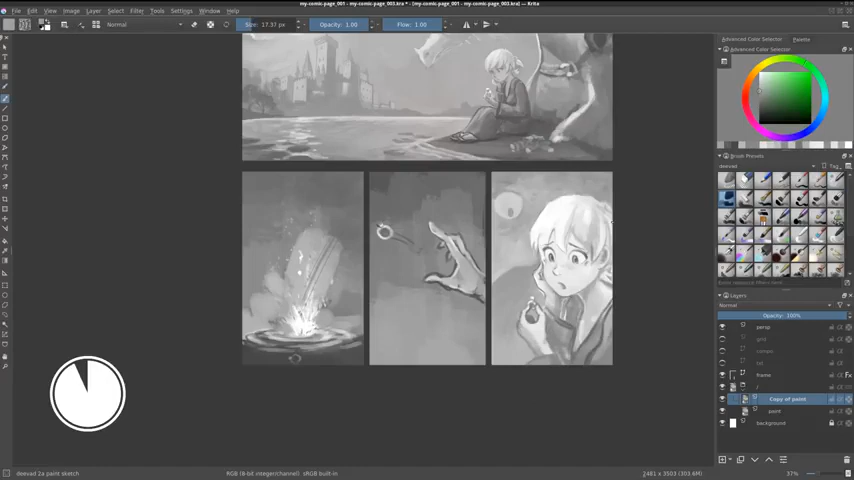 my-comic-page_001 - my-comic-page_003.kra * - my-comic-page_001 - my-comic-page_003.kra) — Krita
File Edit View Image Layer Select Filter Tools Settings Window Help
Normal Size: 17.37 px Opacity: 1.00 Flow: 1.00
Advanced Color Selector Palette
Advanced Color Selector
Brush Presets
deevad Tag
Layers
Normal
Opacity: 100%
persp
grid
txt
frame
Copy of paint
paint
background
deevad 2a paint sketch RGB (8-bit integer/channel) sRGB built-in 2481 x 3503 (103.6M) 37%